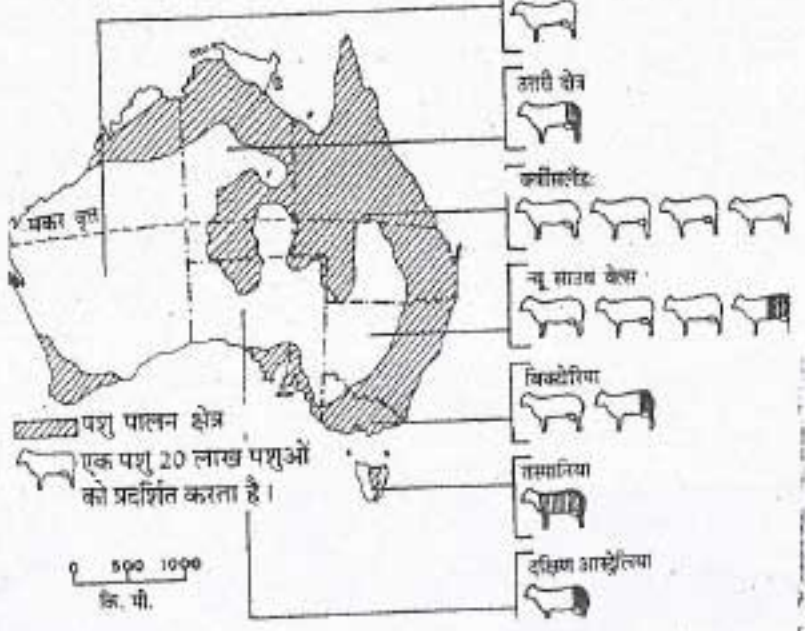 उत्तरी क्षेत्र
क्वींसलैंड
मकर वृत्त
न्यू साउथ वेल्स
विक्टोरिया
पशु पालन क्षेत्र
एक पशु 20 लाख पशुओं
को प्रदर्शित करता है।
तस्मानिया
0 500 1000
कि. मी.
दक्षिण आस्ट्रेलिया